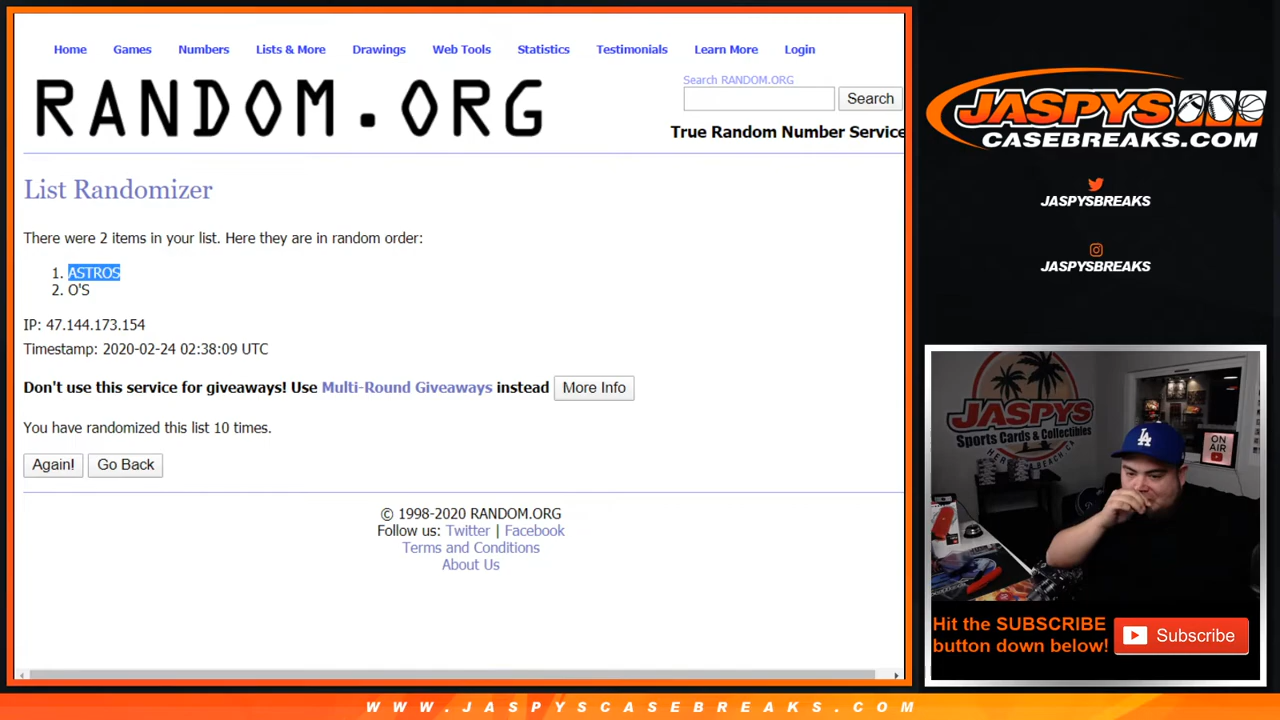 Home Games Numbers Lists & More Drawings Web Tools Statistics Testimonials Learn More Login
RANDOM.ORG
Search RANDOM.ORG
Search
True Random Number Service
List Randomizer
There were 2 items in your list. Here they are in random order:
1. ASTROS
2. O'S
IP: 47.144.173.154
Timestamp: 2020-02-24 02:38:09 UTC
Don't use this service for giveaways! Use Multi-Round Giveaways instead More Info
You have randomized this list 10 times.
Again! Go Back
© 1998-2020 RANDOM.ORG
Follow us: Twitter | Facebook
Terms and Conditions
About Us
JASPYS
CASEBREAKS.COM
JASPYSBREAKS
JASPYSBREAKS
JASPYS
Sports Cards & Collectibles
LA
ON
AIR
Hit the SUBSCRIBE
button down below!
Subscribe
WWW.JASPYSCASEBREAKS.COM